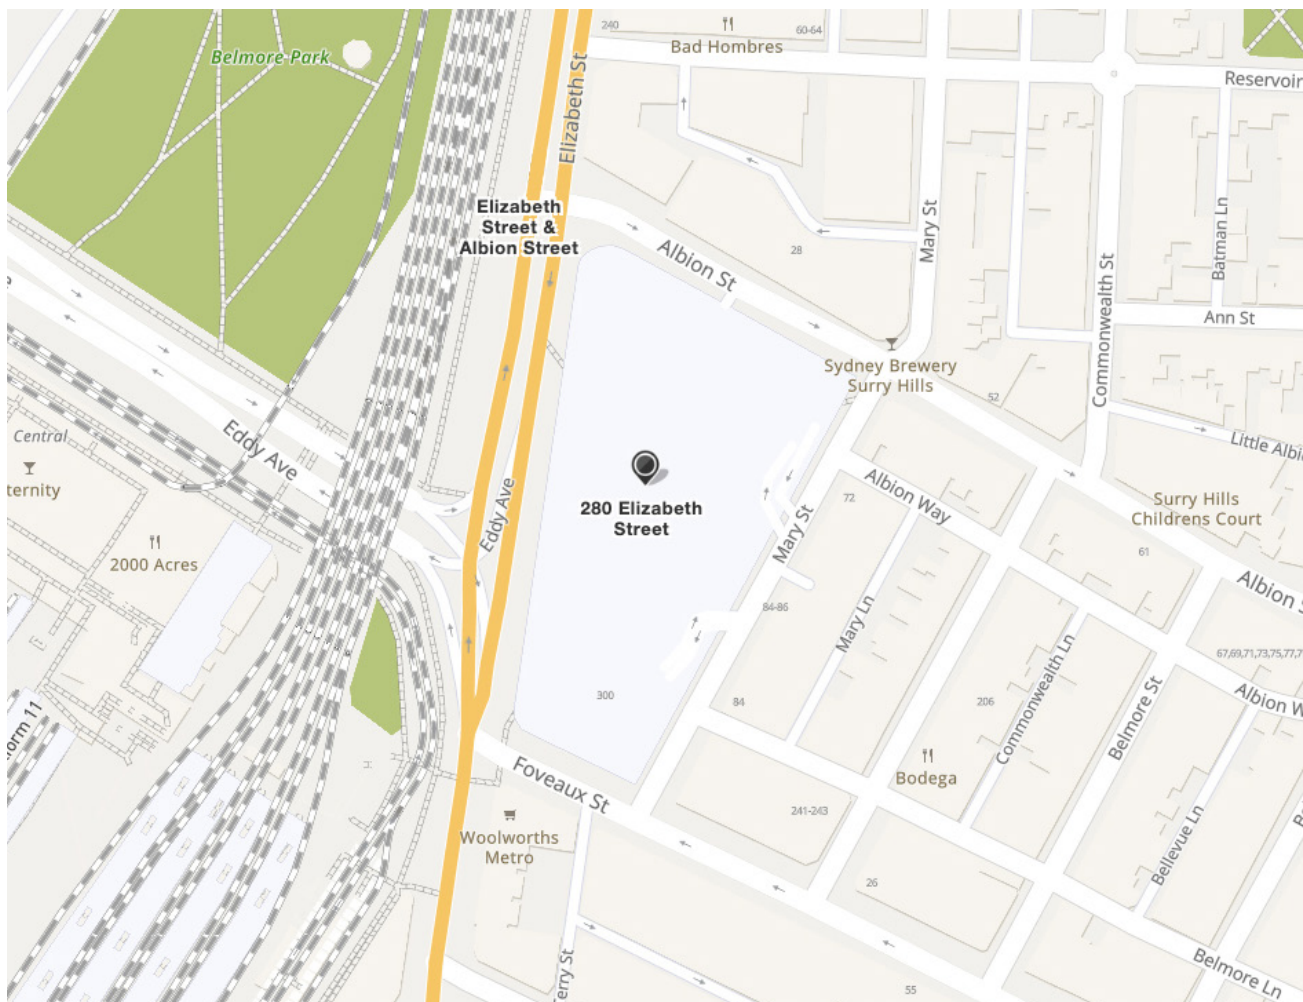 240
60-64
Bad Hombres
Belmore Park
Reservoir
Elizabeth St
Elizabeth
Street &
Albion Street
Albion St
28
Mary St
Batman Ln
Commonwealth St
Ann St
Sydney Brewery
Surry Hills
52
Eddy Ave
Central
ternity
Little Albi
280 Elizabeth
Street
72
Albion Way
Surry Hills
Childrens Court
Eddy Ave
Mary St
2000 Acres
61
Albion S
84-86
Mary Ln
Commonwealth Ln
67,69,71,73,75,77,7
300
84
206
Belmore St
Albion W
form 11
Bodega
Foveaux St
241-243
Woolworths
Metro
Bellevue Ln
26
Belmore Ln
erry St
55